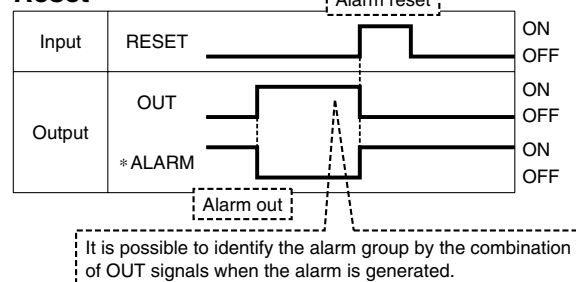 Reset
Alarm reset
Input RESET ON
OFF
Output OUT ON
OFF
*ALARM ON
OFF
Alarm out
It is possible to identify the alarm group by the combination
of OUT signals when the alarm is generated.